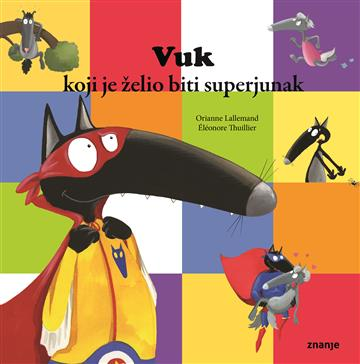 Vuk
koji je želio biti superjunak
Orianne Lallemand
Éléonore Thuillier
znanje